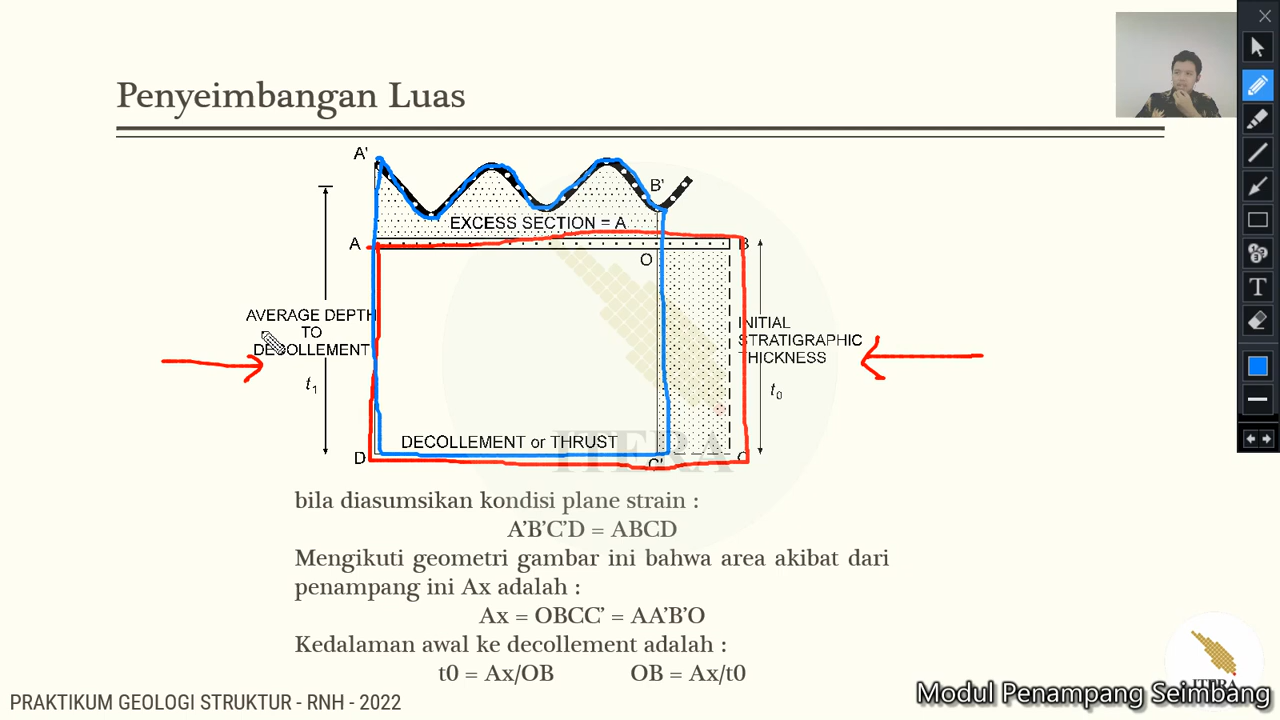 Penyeimbangan Luas
A'
B'
EXCESS SECTION = A
A
B
O
AVERAGE DEPTH
TO
DECOLLEMENT
t1
INITIAL
STRATIGRAPHIC
THICKNESS
t0
DECOLLEMENT or THRUST
D
C'
C
bila diasumsikan kondisi plane strain :
A’B’C’D = ABCD
Mengikuti geometri gambar ini bahwa area akibat dari
penampang ini Ax adalah :
Ax = OBCC’ = AA’B’O
Kedalaman awal ke decollement adalah :
t0 = Ax/OB OB = Ax/t0
ITERA
ITERA
PRAKTIKUM GEOLOGI STRUKTUR - RNH - 2022
Modul Penampang Seimbang